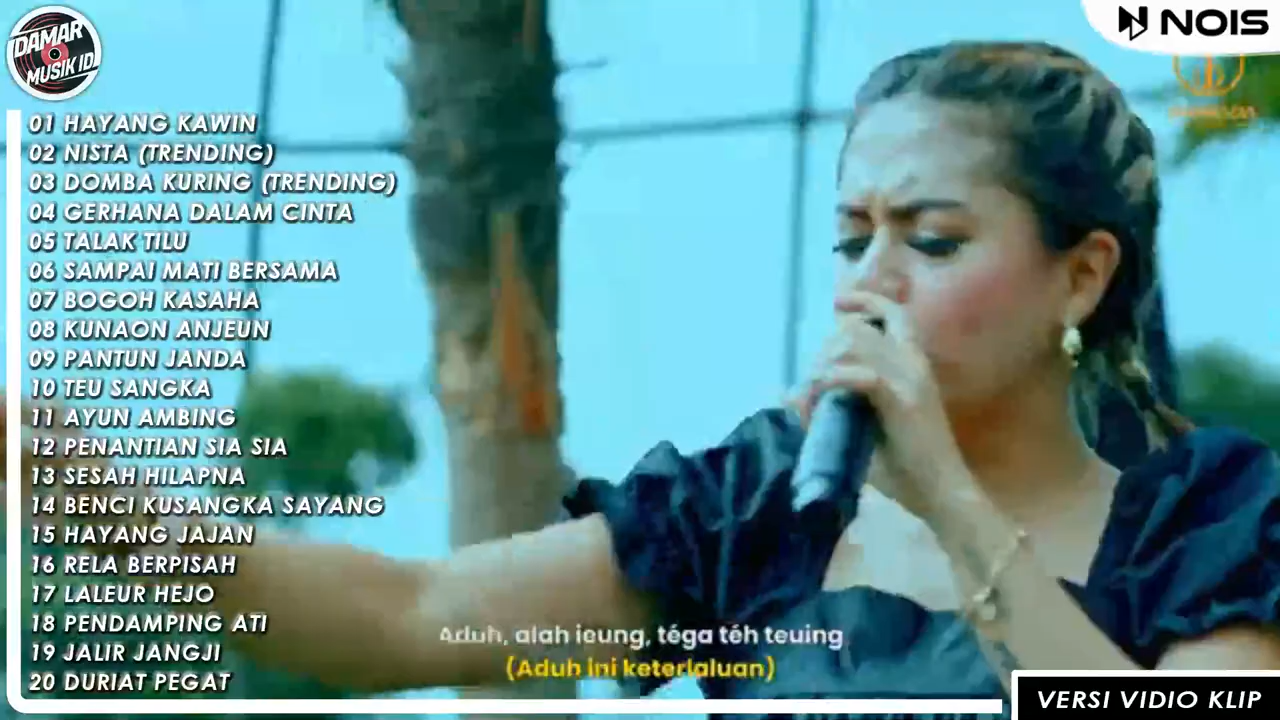 DAMAR
MUSIK ID
NOIS
01 HAYANG KAWIN
02 NISTA (TRENDING)
03 DOMBA KURING (TRENDING)
04 GERHANA DALAM CINTA
05 TALAK TILU
06 SAMPAI MATI BERSAMA
07 BOGOH KASAHA
08 KUNAON ANJEUN
09 PANTUN JANDA
10 TEU SANGKA
11 AYUN AMBING
12 PENANTIAN SIA SIA
13 SESAH HILAPNA
14 BENCI KUSANGKA SAYANG
15 HAYANG JAJAN
16 RELA BERPISAH
17 LALEUR HEJO
18 PENDAMPING ATI
19 JALIR JANGJI
20 DURIAT PEGAT
Aduh, alah ieung, téga téh teuing
(Aduh ini keterlaluan)
VERSI VIDIO KLIP